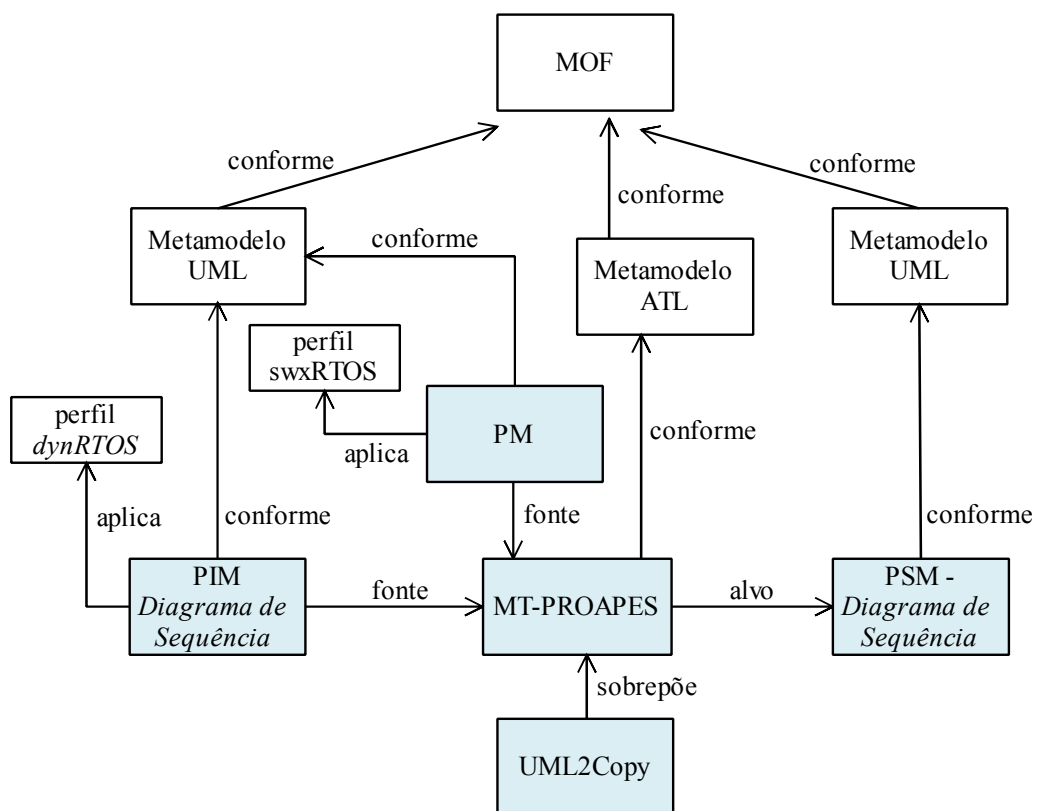 MOF
conforme
conforme
conforme
Metamodelo
UML
conforme
Metamodelo
ATL
Metamodelo
UML
perfil
swxRTOS
perfil
dynRTOS
PM
aplica
conforme
aplica
conforme
fonte
conforme
PIM
Diagrama de
Sequência
fonte
MT-PROAPES
alvo
PSM -
Diagrama de
Sequência
sobrepõe
UML2Copy